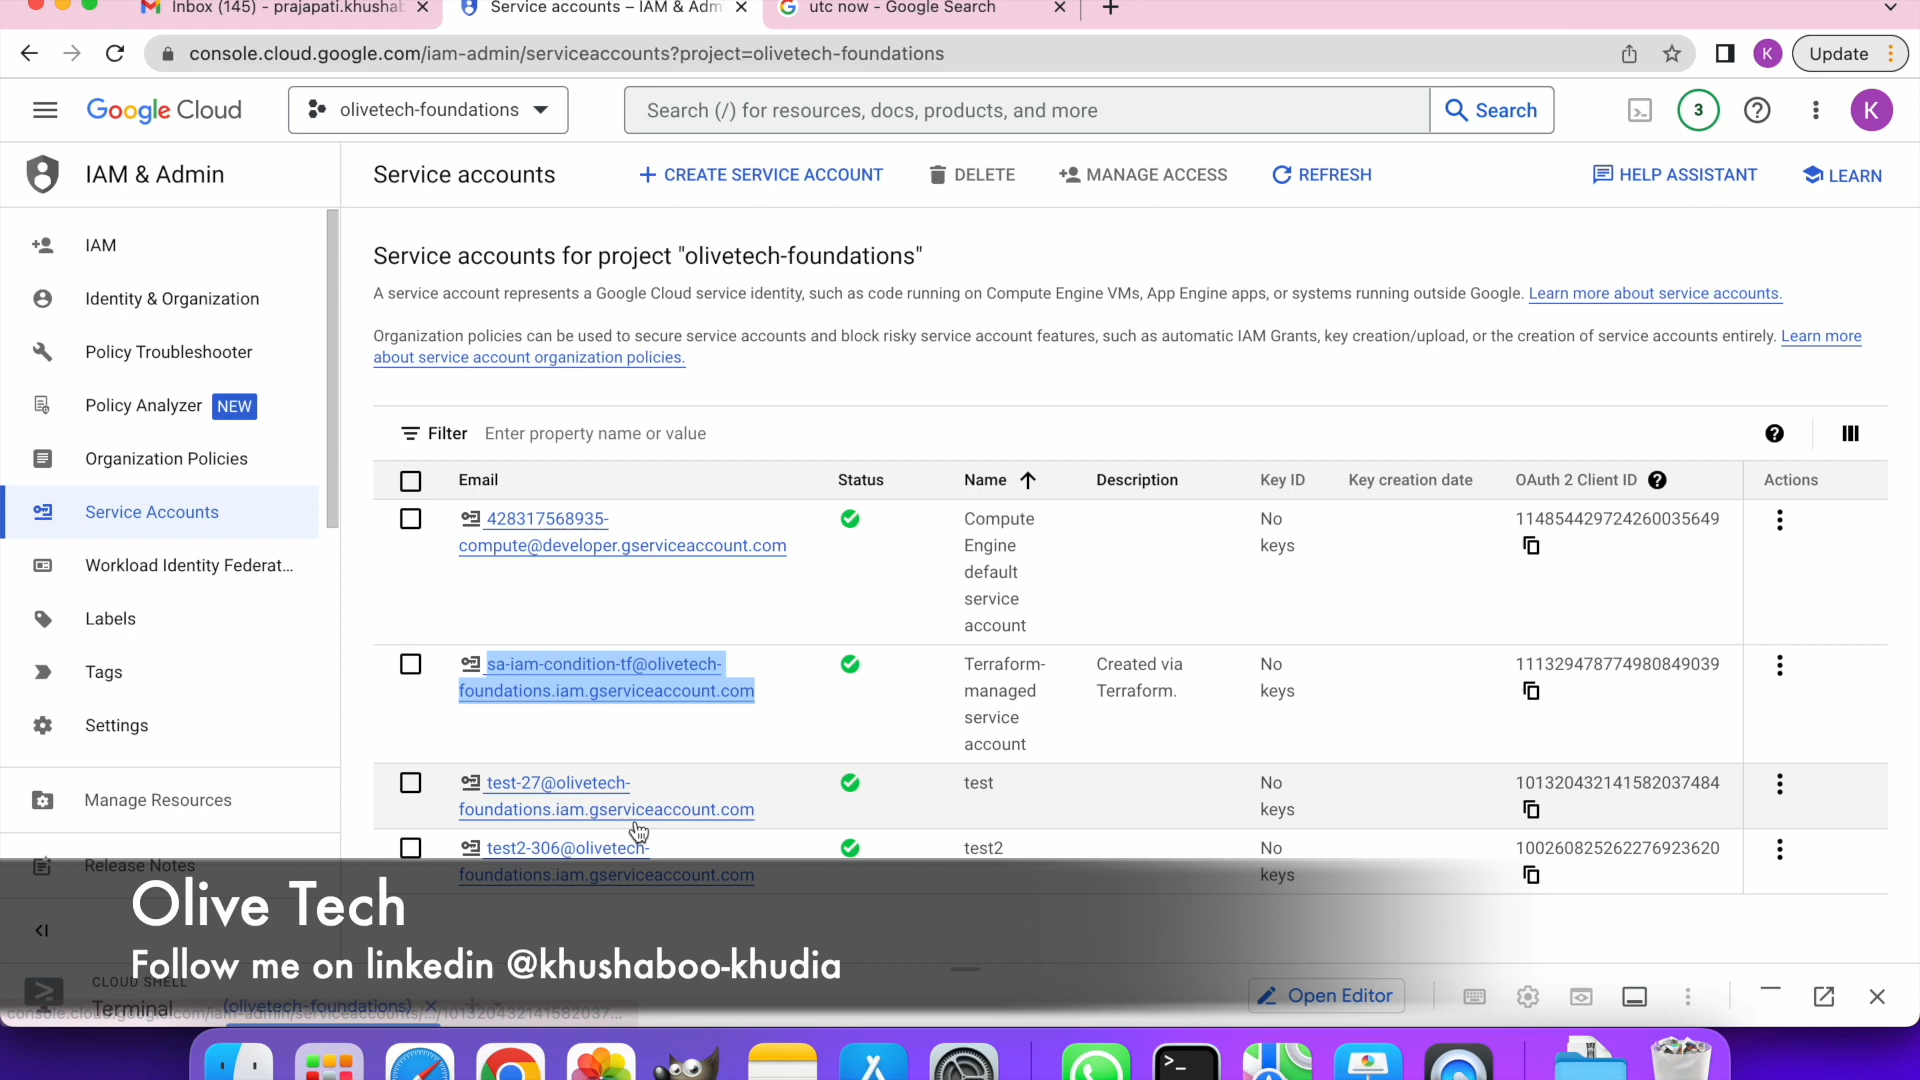 Inbox (145) - prajapati.khushab
Service accounts – IAM & Adm
utc now - Google Search
console.cloud.google.com/iam-admin/serviceaccounts?project=olivetech-foundations
K
Update
Google Cloud
olivetech-foundations
Search (/) for resources, docs, products, and more
Search
3
K
IAM & Admin
Service accounts
CREATE SERVICE ACCOUNT
DELETE
MANAGE ACCESS
REFRESH
HELP ASSISTANT
LEARN
IAM
Identity & Organization
Policy Troubleshooter
Policy Analyzer NEW
Organization Policies
Service Accounts
Workload Identity Federat...
Labels
Tags
Settings
Manage Resources
Release Notes
Service accounts for project "olivetech-foundations"
A service account represents a Google Cloud service identity, such as code running on Compute Engine VMs, App Engine apps, or systems running outside Google. Learn more about service accounts.
Organization policies can be used to secure service accounts and block risky service account features, such as automatic IAM Grants, key creation/upload, or the creation of service accounts entirely. Learn more
about service account organization policies.
Filter Enter property name or value
Email Status Name Description Key ID Key creation date OAuth 2 Client ID Actions
428317568935- Compute No 114854429724260035649
compute@developer.gserviceaccount.com Engine keys
default
service
account
sa-iam-condition-tf@olivetech- Terraform- Created via No 111329478774980849039
foundations.iam.gserviceaccount.com managed Terraform. keys
service
account
test-27@olivetech- test No 101320432141582037484
foundations.iam.gserviceaccount.com keys
test2-306@olivetech- test2 No 100260825262276923620
foundations.iam.gserviceaccount.com keys
Olive Tech
Follow me on linkedin @khushaboo-khudia
CLOUD SHELL
Terminal
(olivetech-foundations)
Open Editor
console.cloud.google.com/iam-admin/serviceaccounts/.../101320432141582037...